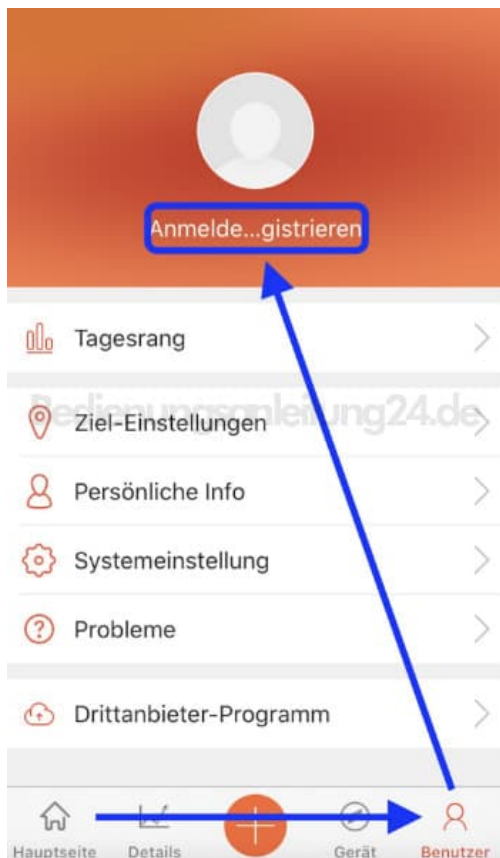 Anmelde...gistrieren
Tagesrang
Bedienungsanleitung24.de
Ziel-Einstellungen
Persönliche Info
Systemeinstellung
Probleme
Drittanbieter-Programm
Hauptseite Details Gerät Benutzer